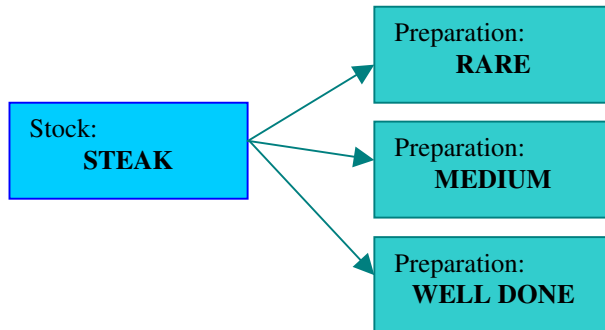 Stock:
STEAK
Preparation:
RARE
Preparation:
MEDIUM
Preparation:
WELL DONE